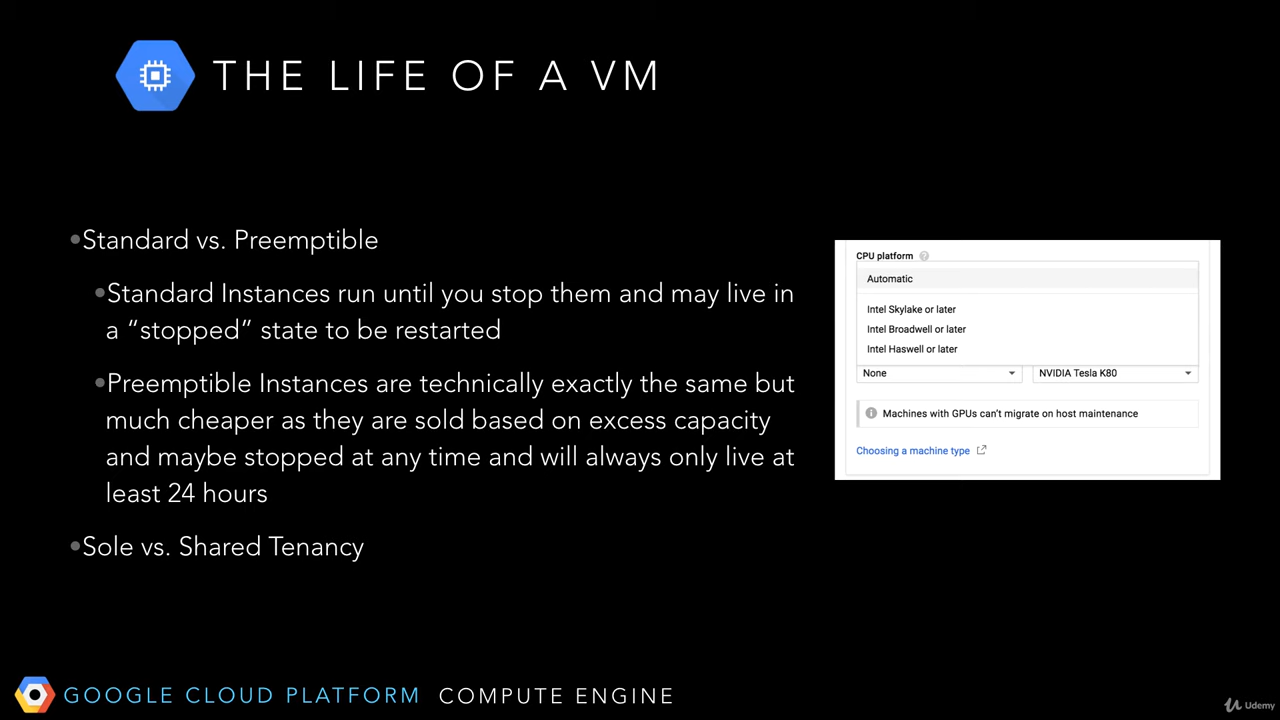 THE LIFE OF A VM
•Standard vs. Preemptible
•Standard Instances run until you stop them and may live in
a “stopped” state to be restarted
•Preemptible Instances are technically exactly the same but
much cheaper as they are sold based on excess capacity
and maybe stopped at any time and will always only live at
least 24 hours
•Sole vs. Shared Tenancy
CPU platform ?
Automatic
Intel Skylake or later
Intel Broadwell or later
Intel Haswell or later
None
NVIDIA Tesla K80
Machines with GPUs can't migrate on host maintenance
Choosing a machine type
GOOGLE CLOUD PLATFORM COMPUTE ENGINE
Udemy